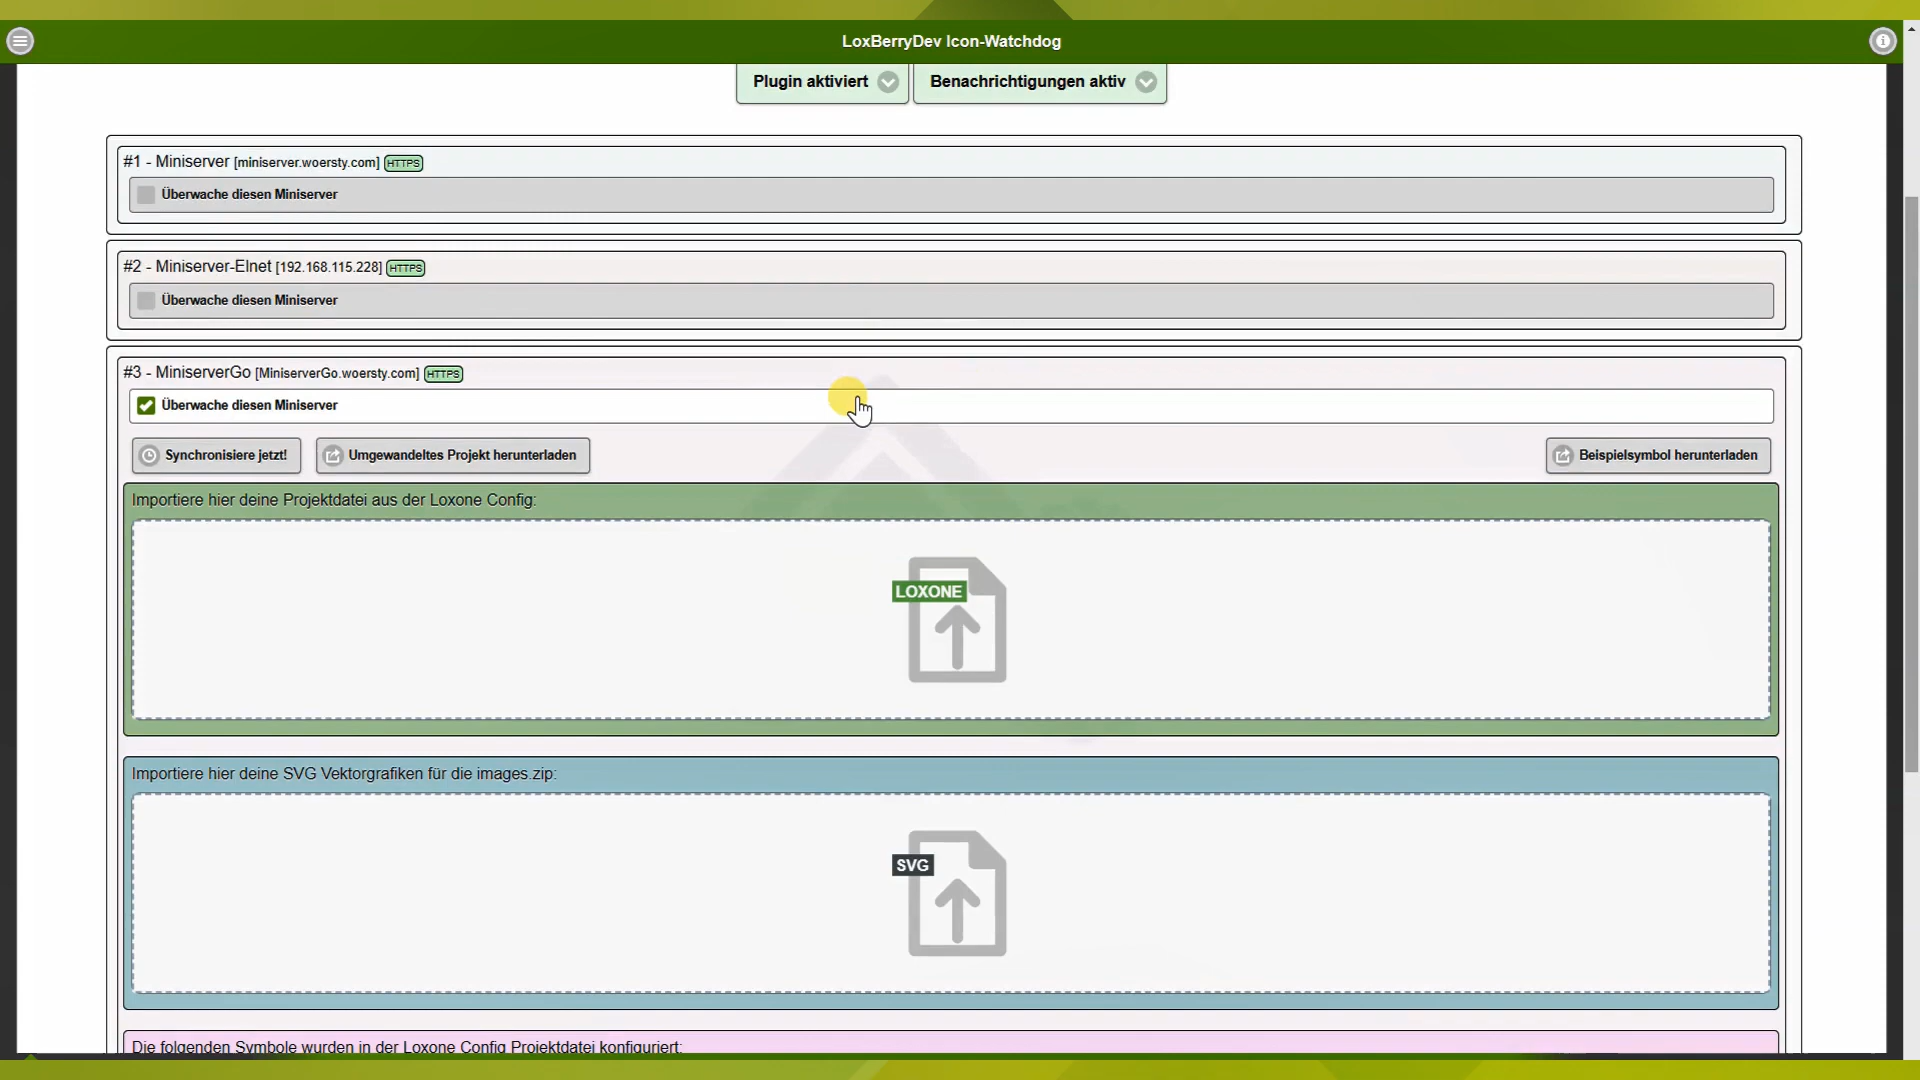 LoxBerryDev Icon-Watchdog
Plugin aktiviert
Benachrichtigungen aktiv
#1 - Miniserver [miniserver.woersty.com] HTTPS
Überwache diesen Miniserver
#2 - Miniserver-Elnet [192.168.115.228] HTTPS
Überwache diesen Miniserver
#3 - MiniserverGo [MiniserverGo.woersty.com] HTTPS
Überwache diesen Miniserver
Synchronisiere jetzt!
Umgewandeltes Projekt herunterladen
Beispielsymbol herunterladen
Importiere hier deine Projektdatei aus der Loxone Config:
LOXONE
Importiere hier deine SVG Vektorgrafiken für die images.zip:
SVG
Die folgenden Symbole wurden in der Loxone Config Projektdatei konfiguriert: